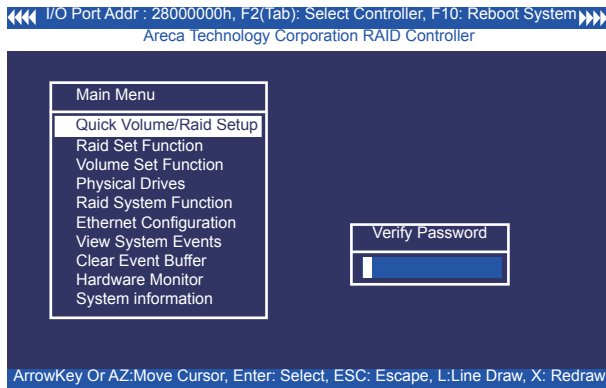 I/O Port Addr : 28000000h, F2(Tab): Select Controller, F10: Reboot System
Areca Technology Corporation RAID Controller
Main Menu
Quick Volume/Raid Setup
Raid Set Function
Volume Set Function
Physical Drives
Raid System Function
Ethernet Configuration
View System Events
Clear Event Buffer
Hardware Monitor
System information
Verify Password
ArrowKey Or AZ:Move Cursor, Enter: Select, ESC: Escape, L:Line Draw, X: Redraw